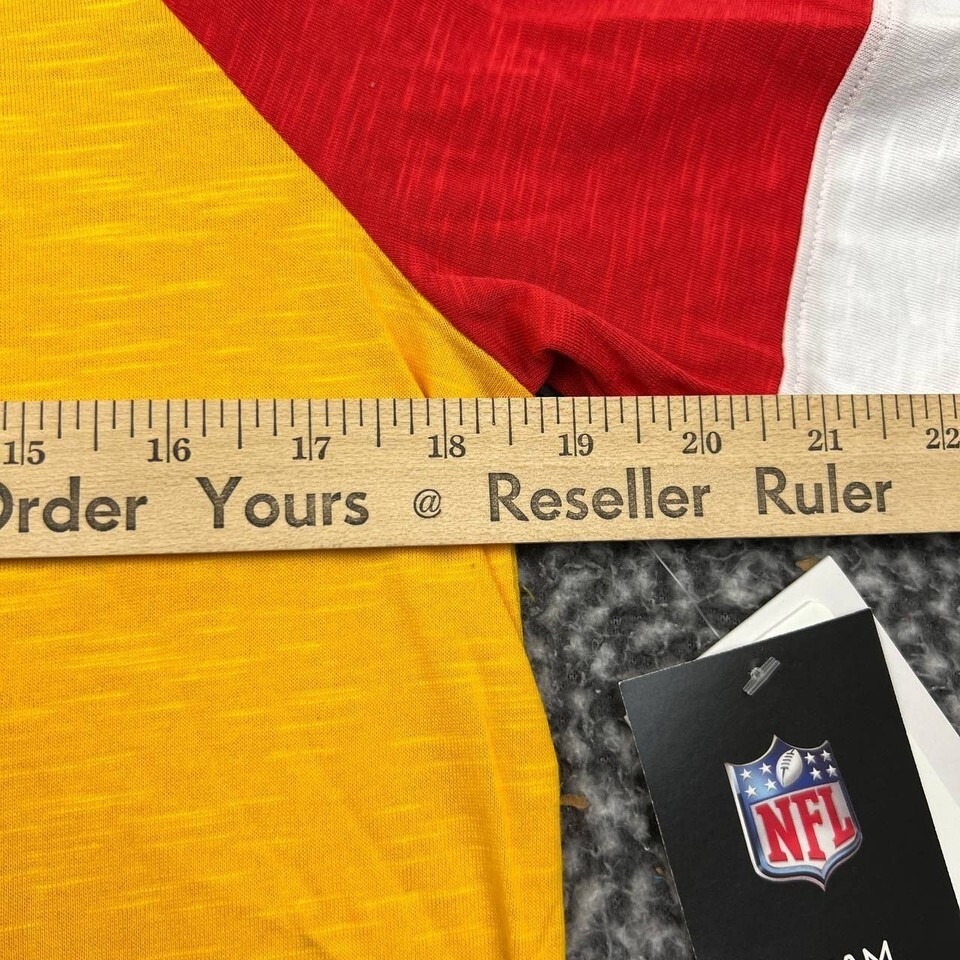 15 16 17 18 19 20 21 22
Order Yours @ Reseller Ruler
NFL